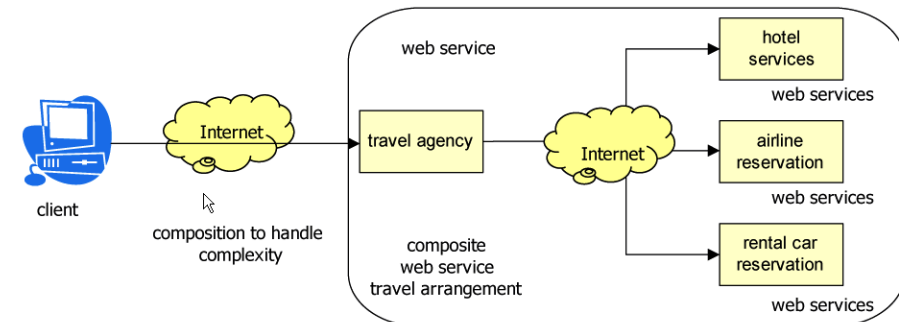 client
Internet
composition to handle
complexity
web service
travel agency
composite
web service
travel arrangement
Internet
hotel
services
web services
airline
reservation
web services
rental car
reservation
web services